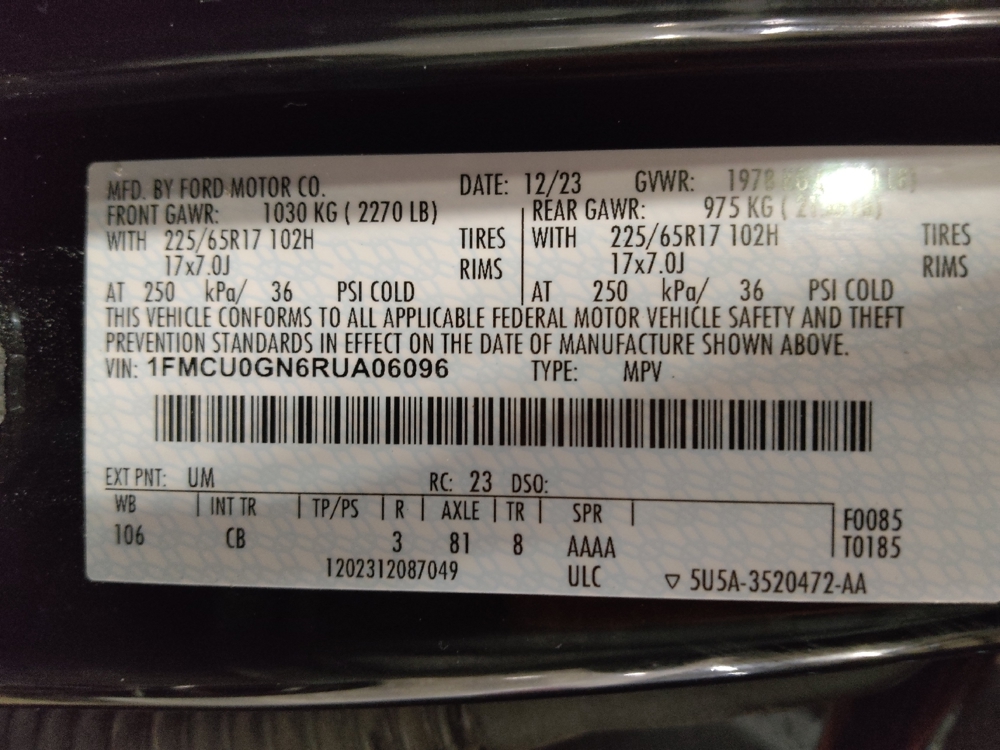 MFD. BY FORD MOTOR CO. DATE: 12/23 GVWR: 1978
FRONT GAWR: 1030 KG ( 2270 LB) REAR GAWR: 975 KG (
WITH 225/65R17 102H TIRES WITH 225/65R17 102H TIRES
17x7.0J RIMS 17x7.0J RIMS
AT 250 kPa/ 36 PSI COLD AT 250 kPa/ 36 PSI COLD
THIS VEHICLE CONFORMS TO ALL APPLICABLE FEDERAL MOTOR VEHICLE SAFETY AND THEFT
PREVENTION STANDARDS IN EFFECT ON THE DATE OF MANUFACTURE SHOWN ABOVE.
VIN: 1FMCU0GN6RUA06096 TYPE: MPV
EXT PNT: UM RC: 23 DSO:
WB INT TR TP/PS R AXLE TR SPR F0085
106 CB 3 81 8 AAAA T0185
1202312087049 ULC ▽ 5U5A-3520472-AA